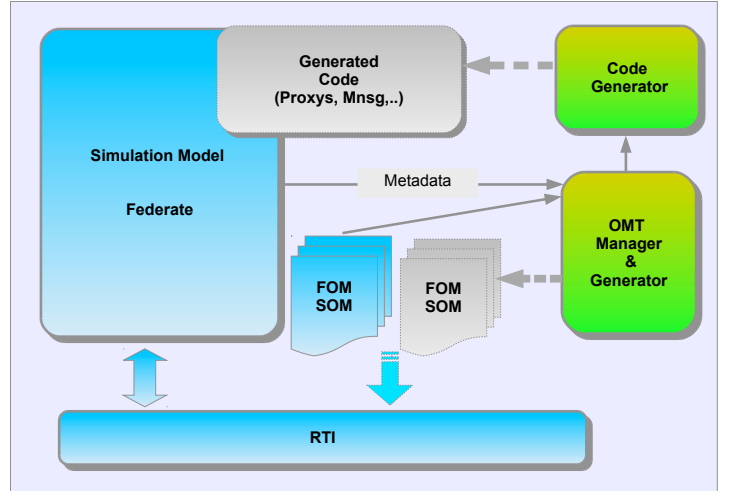 Generated
Code
(Proxys, Mnsg,..)
Code
Generator
Simulation Model
Federate
Metadata
OMT
Manager
&
Generator
FOM
SOM
FOM
SOM
RTI